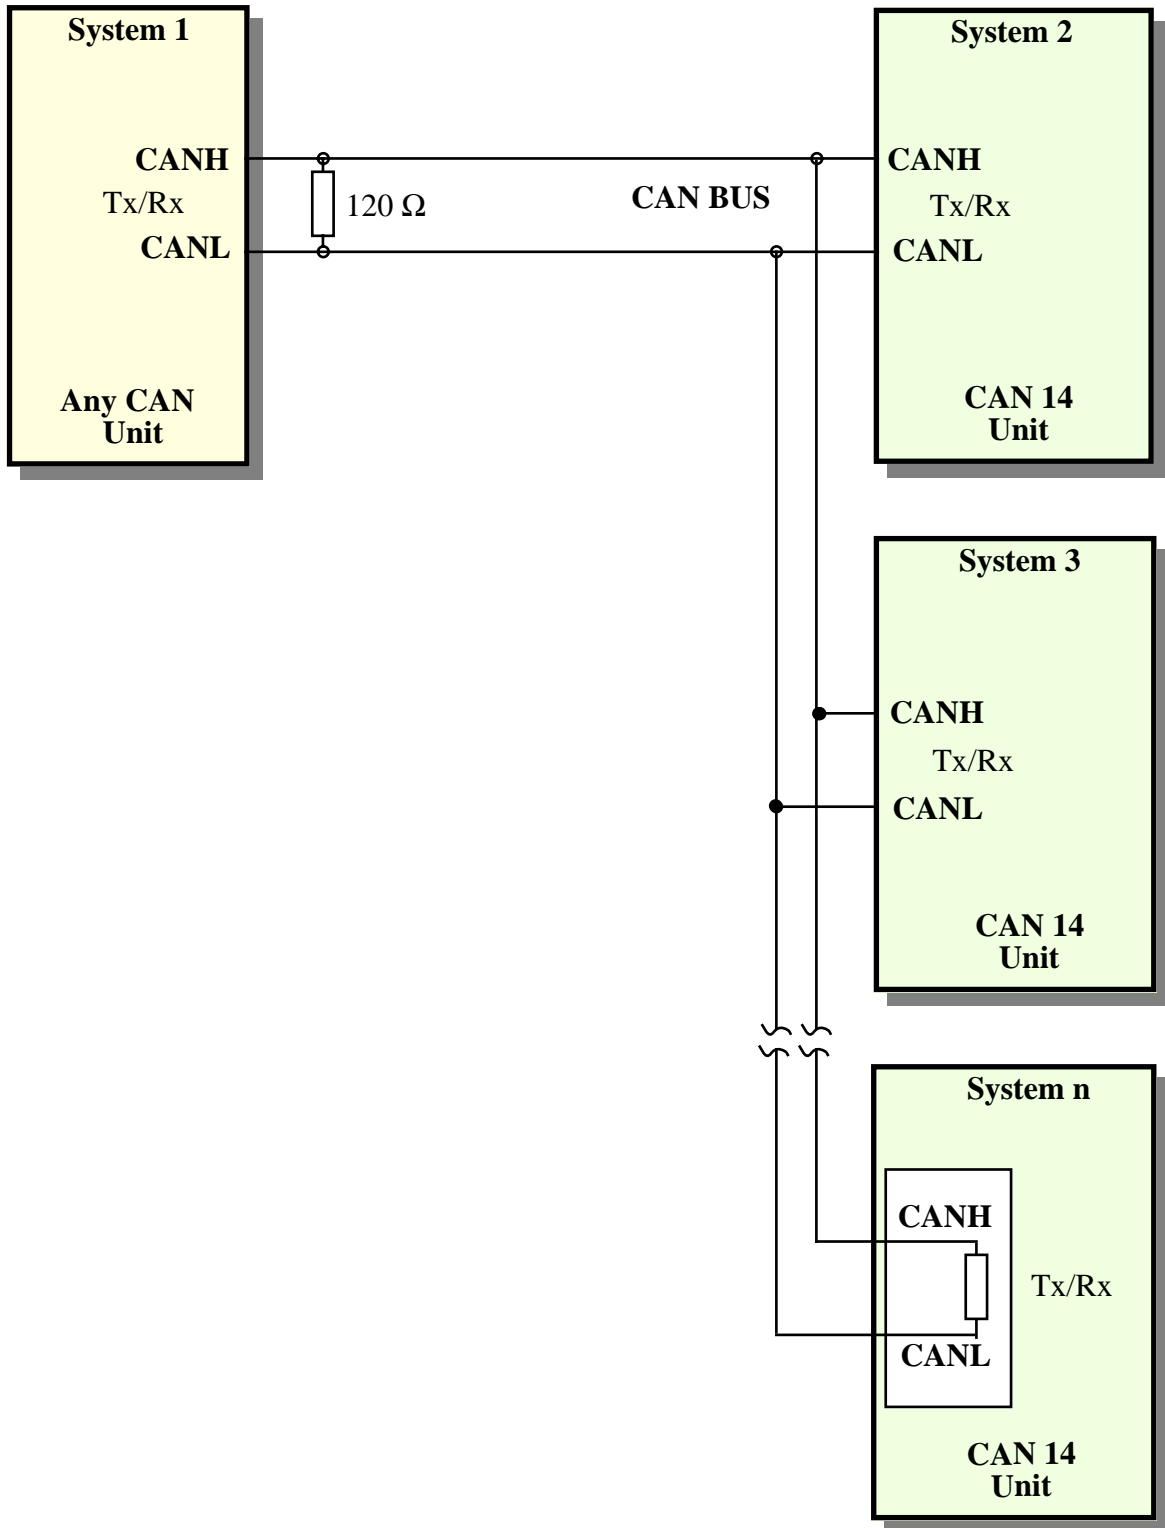 System 1
CANH
Tx/Rx
CANL
Any CAN
Unit
120 Ω
CAN BUS
System 2
CANH
Tx/Rx
CANL
CAN 14
Unit
System 3
CANH
Tx/Rx
CANL
CAN 14
Unit
System n
CANH
Tx/Rx
CANL
CAN 14
Unit